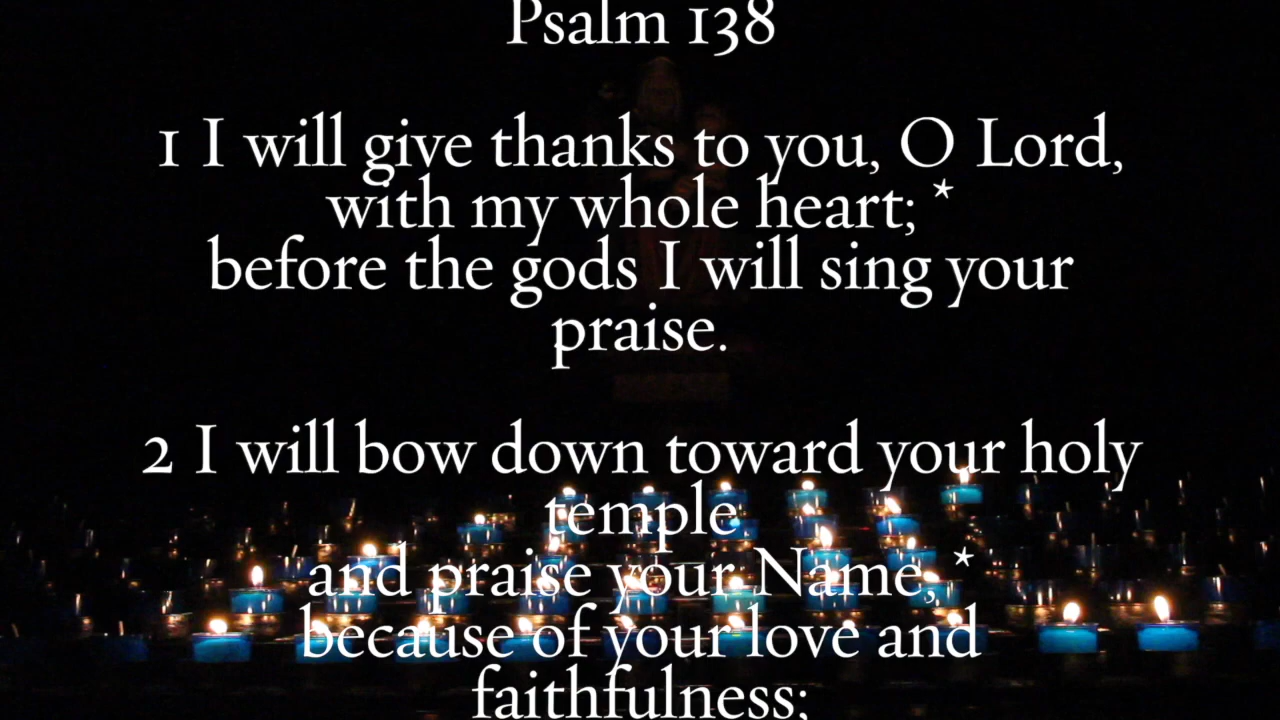 Psalm 138
1 I will give thanks to you, O Lord,
with my whole heart; *
before the gods I will sing your
praise.
2 I will bow down toward your holy
temple
and praise your Name, *
because of your love and
faithfulness;